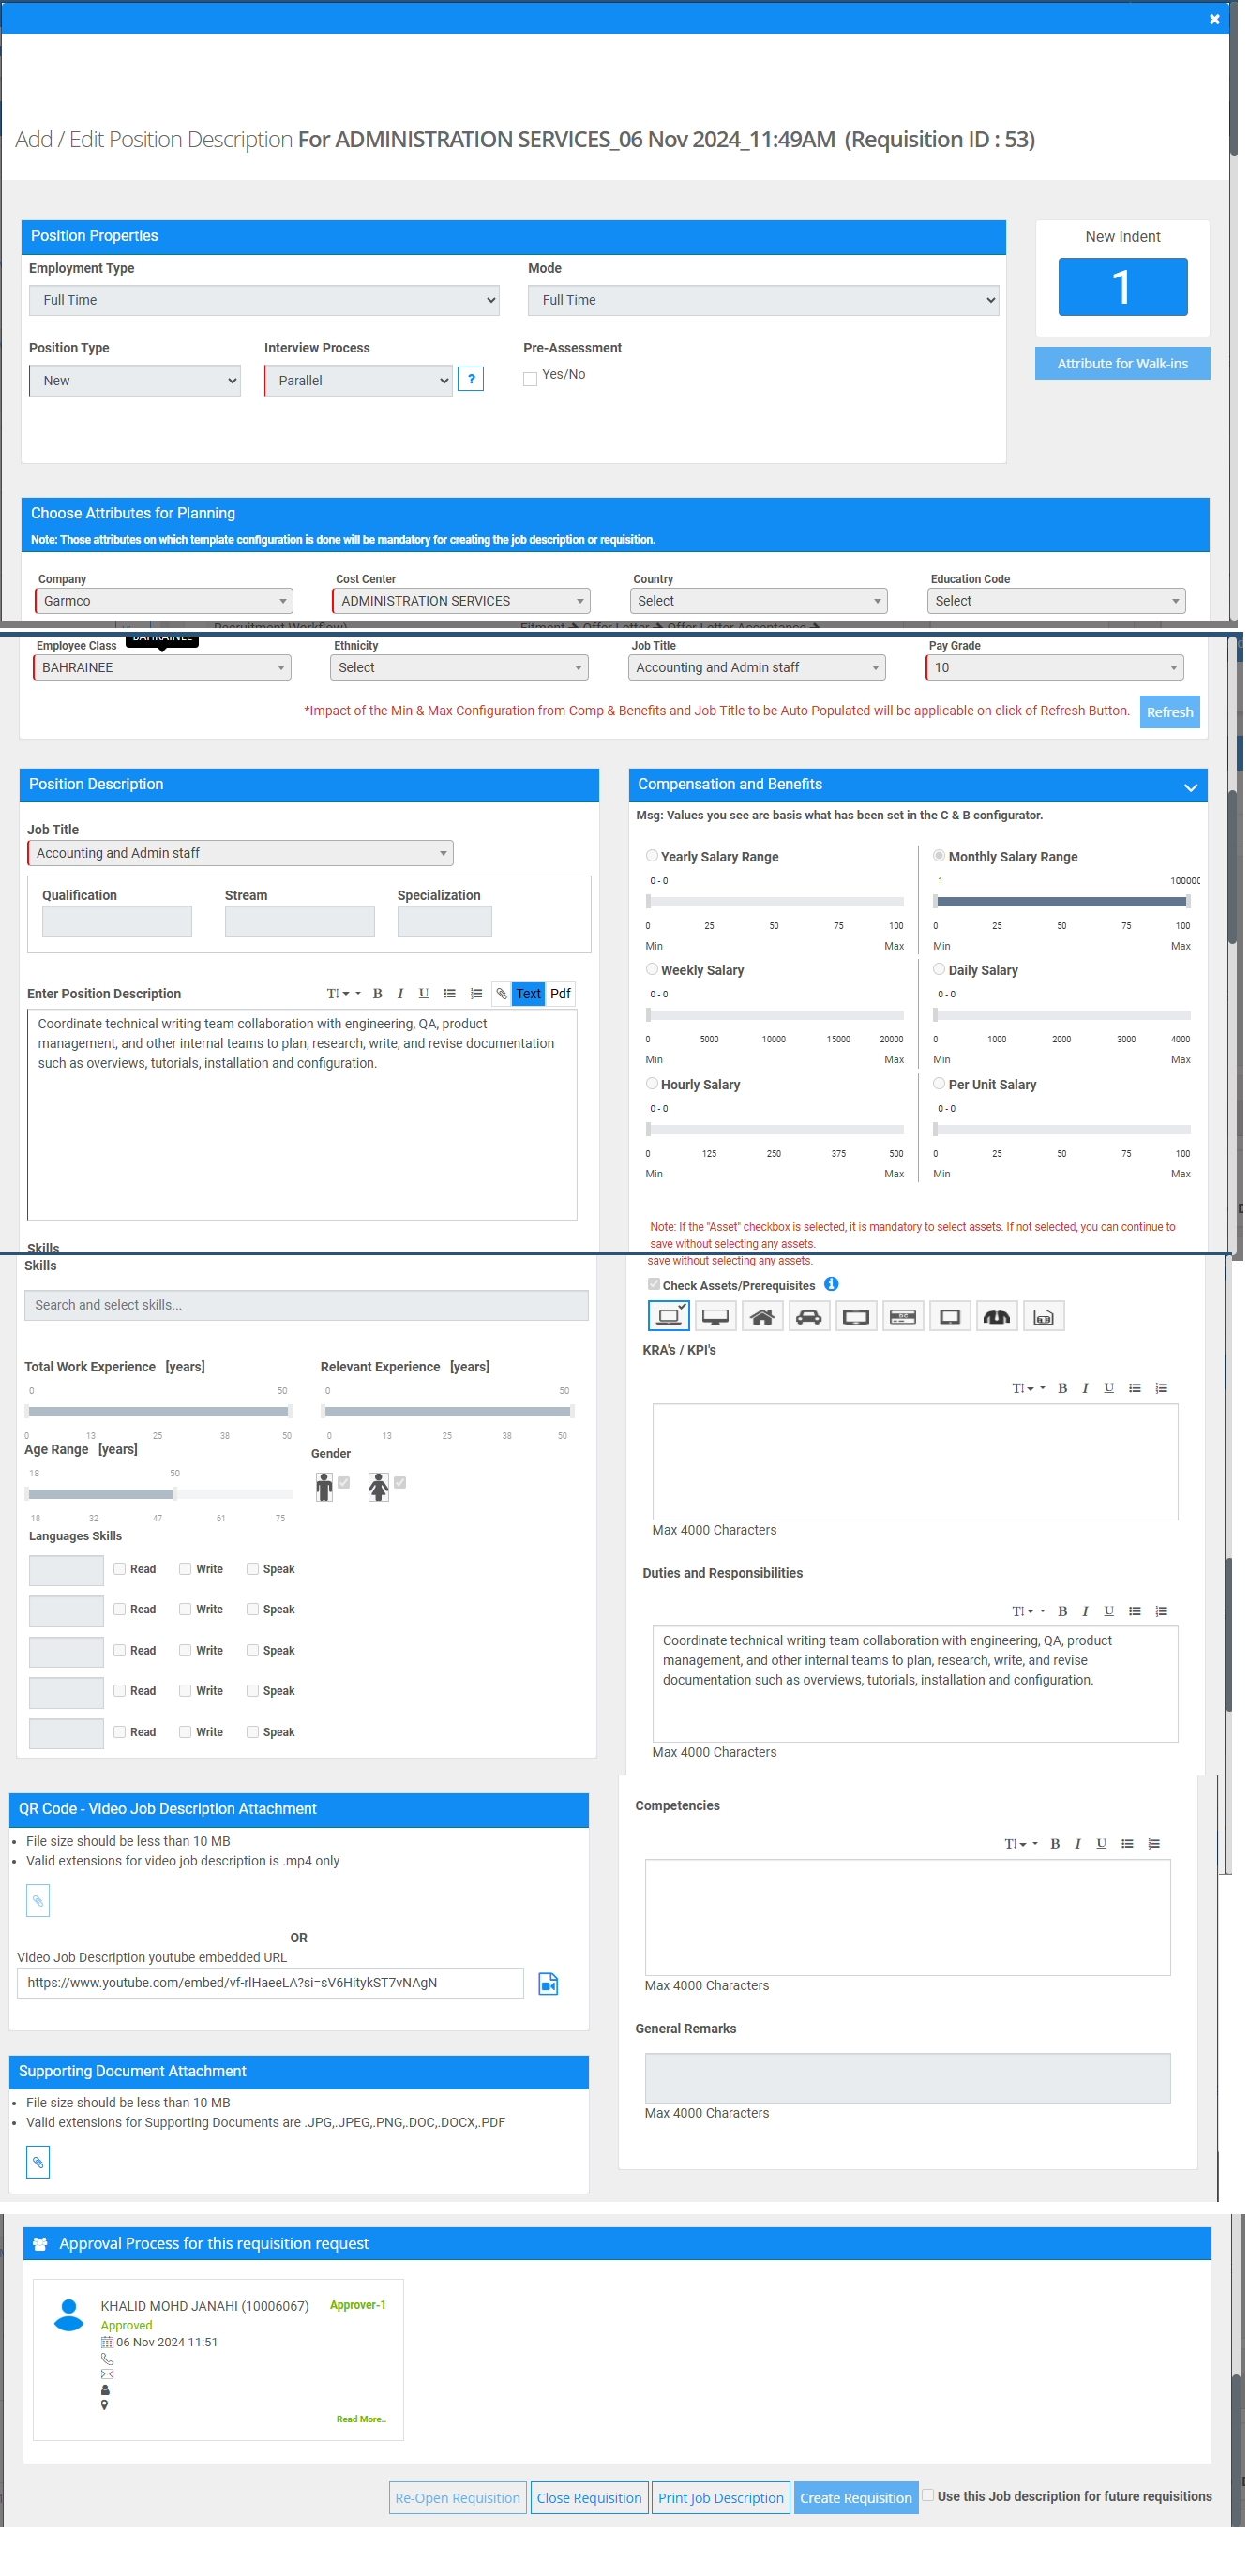 Add / Edit Position Description For ADMINISTRATION SERVICES_06 Nov 2024_11:49AM (Requisition ID : 53)
Position Properties
New Indent
1
Attribute for Walk-ins
Employment Type
Mode
Full Time
Full Time
Position Type
Interview Process
Pre-Assessment
New
Parallel
?
Yes/No
Choose Attributes for Planning
Note: Those attributes on which template configuration is done will be mandatory for creating the job description or requisition.
Company
Cost Center
Country
Education Code
Garmco
ADMINISTRATION SERVICES
Select
Select
Employee Class
BAHRAINEE
Ethnicity
Job Title
Pay Grade
BAHRAINEE
Select
Accounting and Admin staff
10
*Impact of the Min & Max Configuration from Comp & Benefits and Job Title to be Auto Populated will be applicable on click of Refresh Button.
Refresh
Position Description
Job Title
Accounting and Admin staff
Qualification
Stream
Specialization
Enter Position Description
B I U
Text
Pdf
Coordinate technical writing team collaboration with engineering, QA, product
management, and other internal teams to plan, research, write, and revise documentation
such as overviews, tutorials, installation and configuration.
Skills
Compensation and Benefits
Msg: Values you see are basis what has been set in the C & B configurator.
Yearly Salary Range
0 - 0
0 25 50 75 100
Min Max
Monthly Salary Range
1 10000
0 25 50 75 100
Min Max
Weekly Salary
0 - 0
0 5000 10000 15000 20000
Min Max
Daily Salary
0 - 0
0 1000 2000 3000 4000
Min Max
Hourly Salary
0 - 0
0 125 250 375 500
Min Max
Per Unit Salary
0 - 0
0 25 50 75 100
Min Max
Note: If the "Asset" checkbox is selected, it is mandatory to select assets. If not selected, you can continue to
save without selecting any assets.
Skills
Search and select skills...
Total Work Experience [years]
0 50
0 13 25 38 50
Relevant Experience [years]
0 50
0 13 25 38 50
Age Range [years]
18 50
18 32 47 61 75
Gender
Languages Skills
Read Write Speak
Read Write Speak
Read Write Speak
Read Write Speak
Read Write Speak
save without selecting any assets.
Check Assets/Prerequisites
KRA's / KPI's
B I U
Max 4000 Characters
Duties and Responsibilities
B I U
Coordinate technical writing team collaboration with engineering, QA, product
management, and other internal teams to plan, research, write, and revise
documentation such as overviews, tutorials, installation and configuration.
Max 4000 Characters
QR Code - Video Job Description Attachment
File size should be less than 10 MB
Valid extensions for video job description is .mp4 only
OR
Video Job Description youtube embedded URL
https://www.youtube.com/embed/vf-rlHaeeLA?si=sV6HitykST7vNAgN
Supporting Document Attachment
File size should be less than 10 MB
Valid extensions for Supporting Documents are .JPG,.JPEG,.PNG,.DOC,.DOCX,.PDF
Competencies
B I U
Max 4000 Characters
General Remarks
Max 4000 Characters
Approval Process for this requisition request
KHALID MOHD JANAHI (10006067)
Approver-1
Approved
06 Nov 2024 11:51
Read More..
Re-Open Requisition
Close Requisition
Print Job Description
Create Requisition
Use this Job description for future requisitions